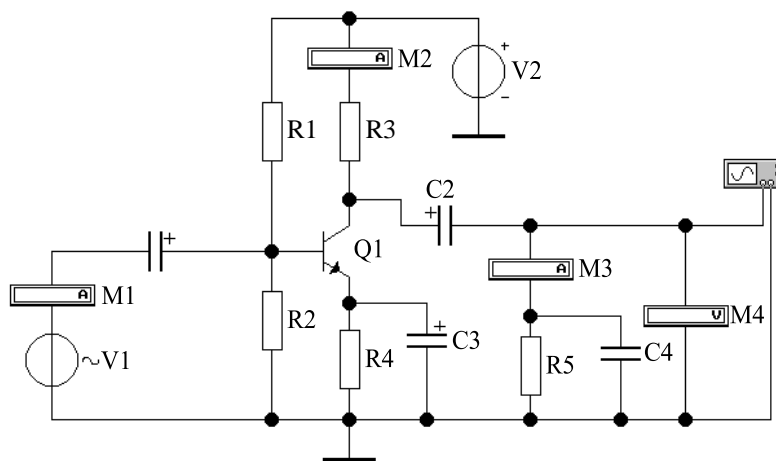 A
M2
+
V2
−
R1
R3
C2
+
+
Q1
A
M3
A
M1
R2
V
M4
+
C3
R4
R5
C4
~V1